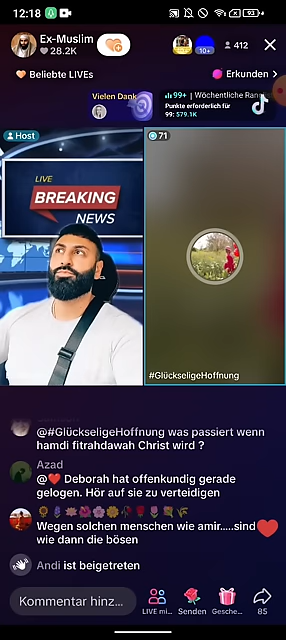 12:18
Ex-Muslim
28.2K
10+
412
Beliebte LIVEs
Erkunden
Vielen Dank
99+ | Wöchentliche Ran
Punkte erforderlich für
99: 579.1K
Host
71
LIVE
BREAKING
NEWS
#GlückseligeHoffnung
@#GlückseligeHoffnung was passiert wenn
hamdi fitrahdawah Christ wird ?
Azad
@❤️ Deborah hat offenkundig gerade
gelogen. Hör auf sie zu verteidigen
Wegen solchen menschen wie amir.....sind
wie dann die bösen
Andi ist beigetreten
Kommentar hinz...
LIVE mi...
Senden
Gesche...
8S